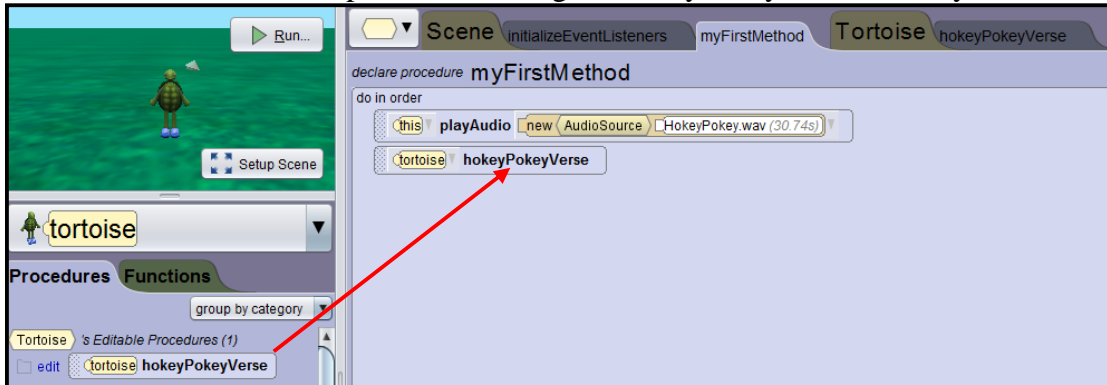 Run...
Setup Scene
tortoise
Procedures Functions
group by category
Tortoise 's Editable Procedures (1)
edit tortoise hokeyPokeyVerse
Scene initializeEventListeners myFirstMethod Tortoise hokeyPokeyVerse
declare procedure myFirstMethod
do in order
this playAudio new AudioSource HokeyPokey.wav (30.74s)
tortoise hokeyPokeyVerse